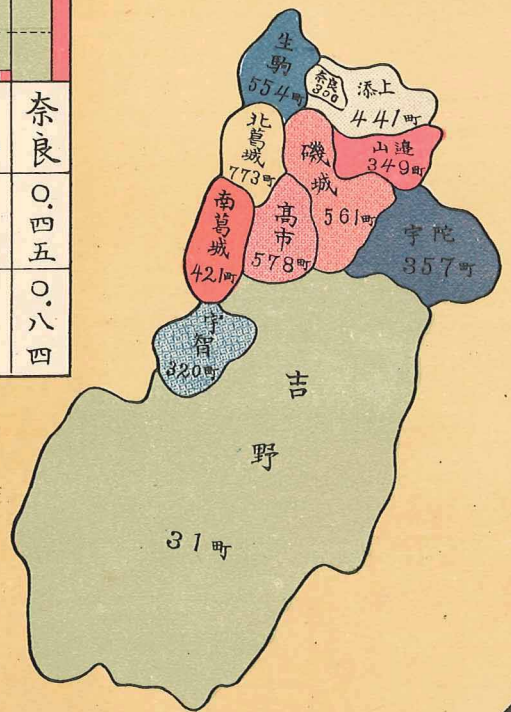 奈良
〇.四五
〇.八四
生駒
554町
奈良
300
添上
441町
山邉
349町
北葛城
773町
磯城
561町
宇陀
357町
南葛城
421町
高市
578町
宇智
320町
吉野
31町